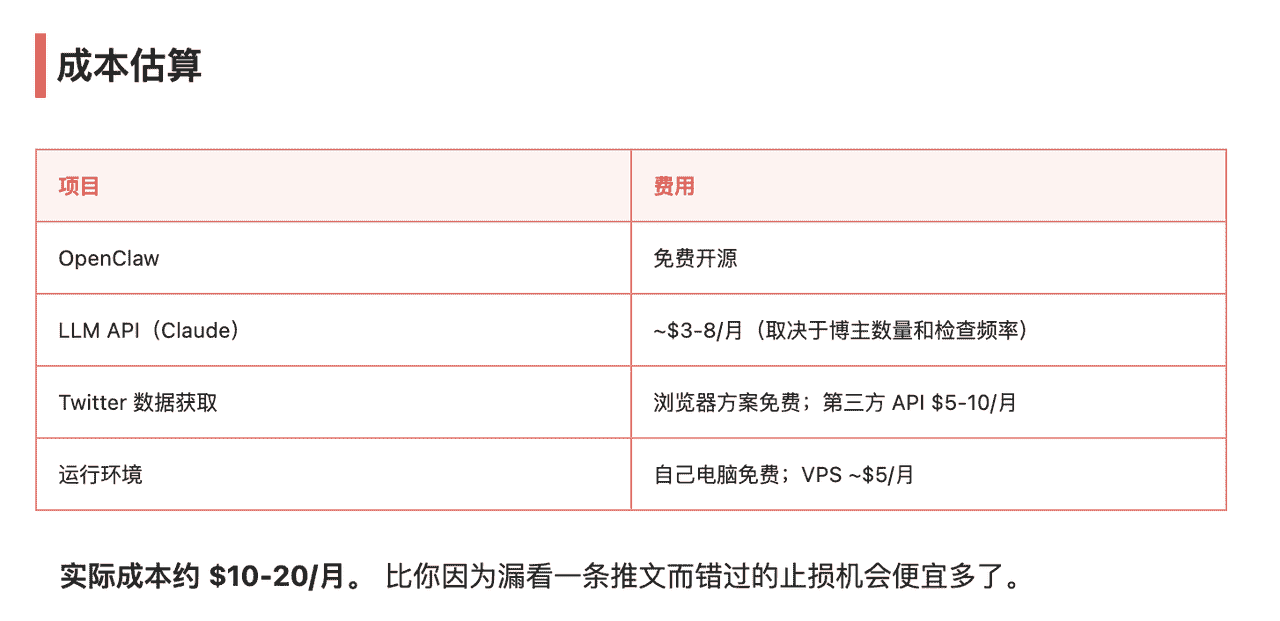 成本估算
项目 费用
OpenClaw 免费开源
LLM API（Claude） ~$3-8/月（取决于博主数量和检查频率）
Twitter 数据获取 浏览器方案免费；第三方 API $5-10/月
运行环境 自己电脑免费；VPS ~$5/月
实际成本约 $10-20/月。 比你因为漏看一条推文而错过的止损机会便宜多了。